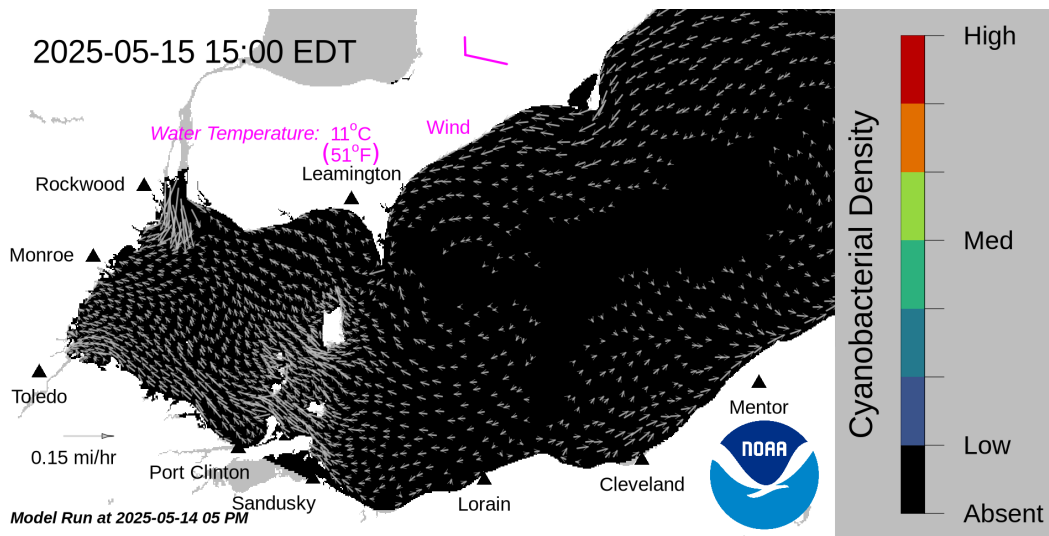 2025-05-15 15:00 EDT
Water Temperature: 11°C
(51°F)
Wind
Leamington
Rockwood
Monroe
Toledo
0.15 mi/hr
Port Clinton
Sandusky
Lorain
Cleveland
Mentor
NOAA
Model Run at 2025-05-14 05 PM
Cyanobacterial Density
High
Med
Low
Absent